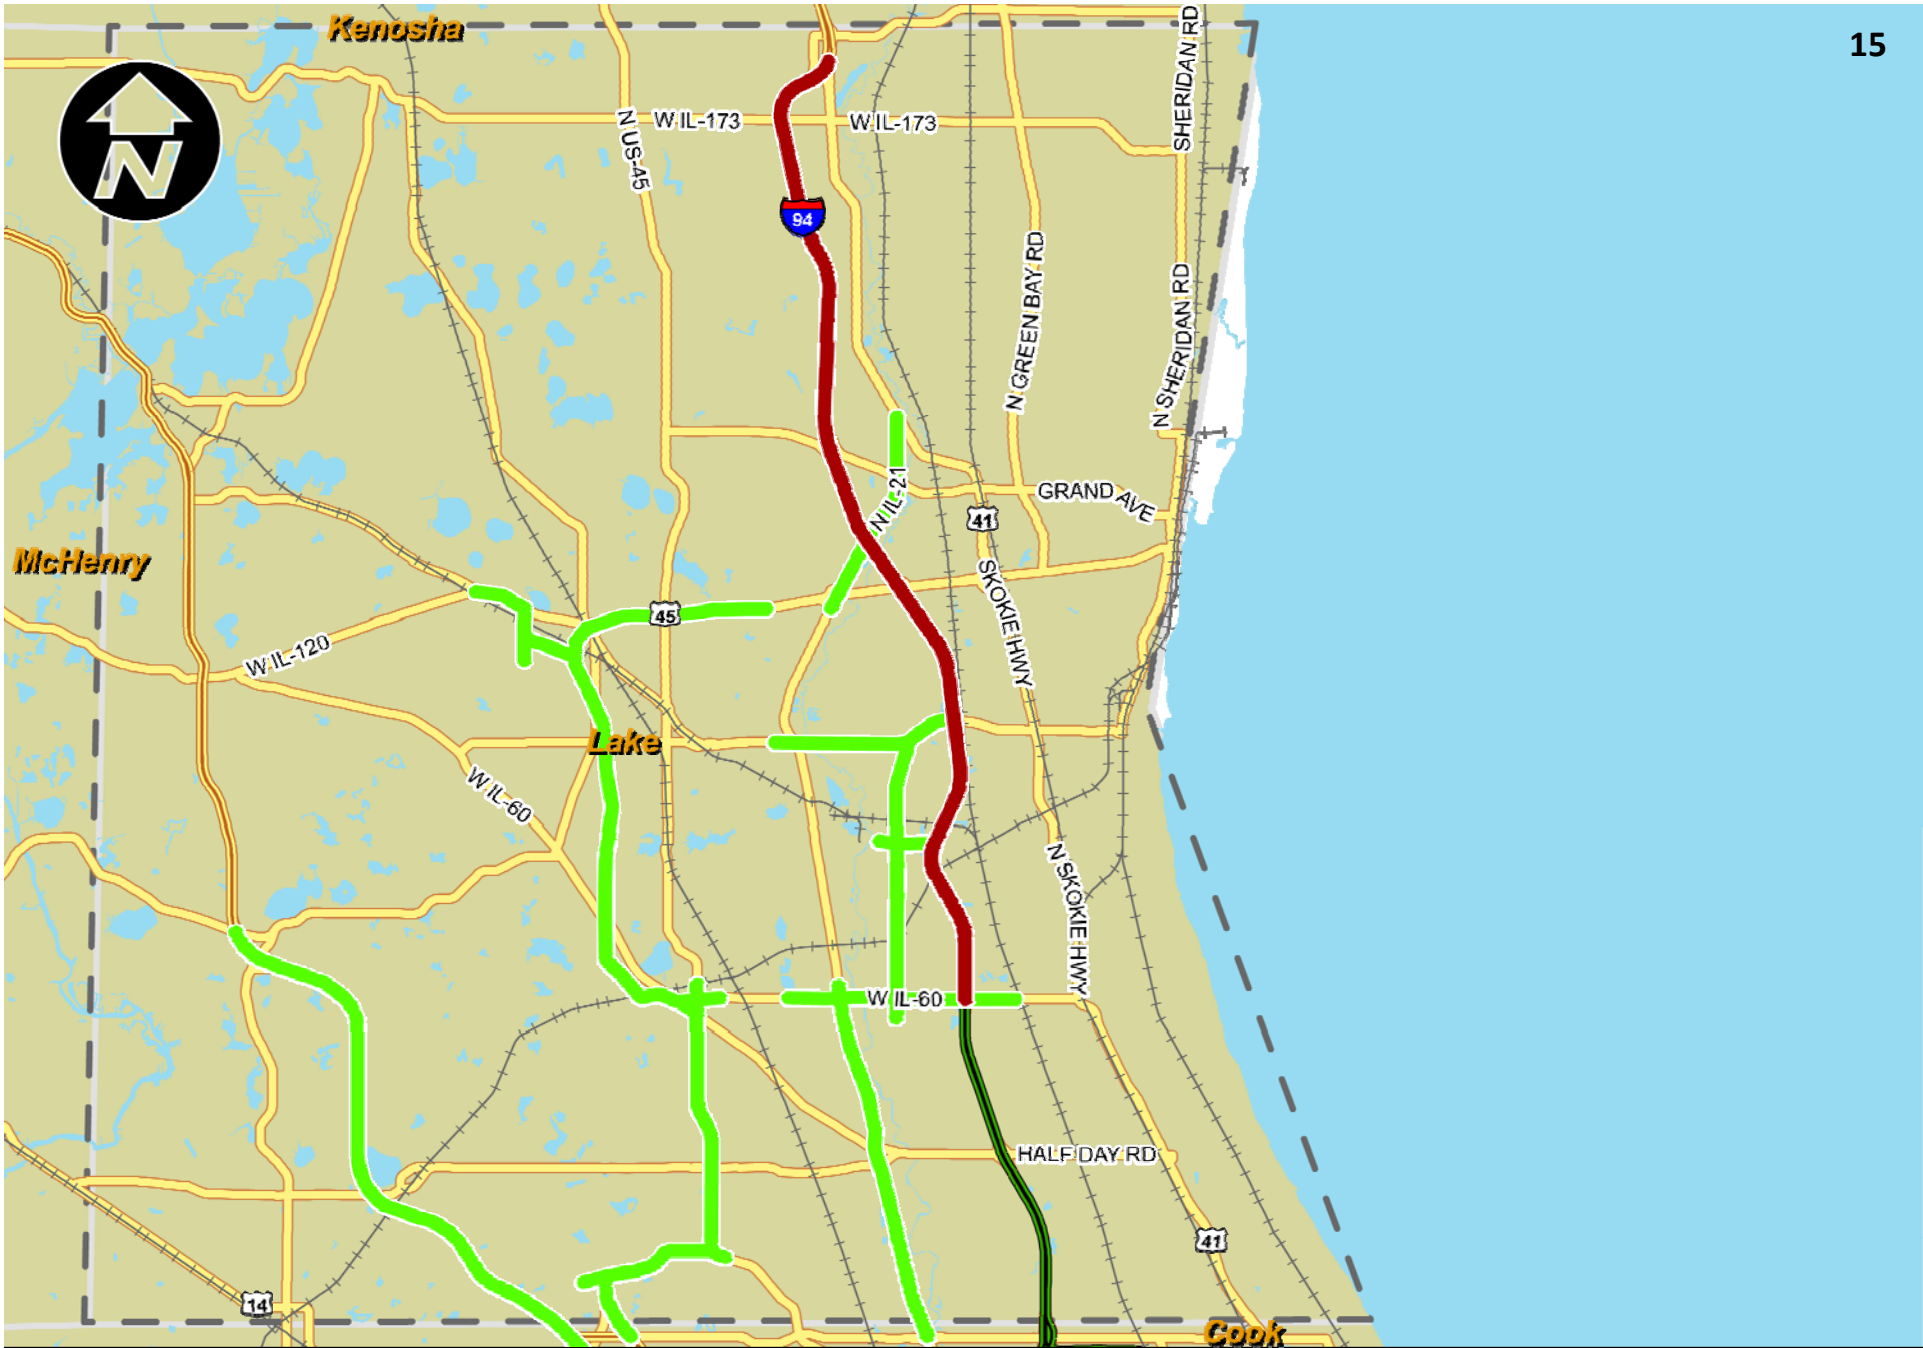 Kenosha
15
SHERIDAN RD
N
W IL-173
W IL-173
N US-45
94
N GREEN BAY RD
N SHERIDAN RD
N IL-21
GRAND AVE
41
McHenry
SKOKIE HWY
45
W IL-120
Lake
W IL-60
N SKOKIE HWY
W IL-60
HALF DAY RD
41
14
Cook